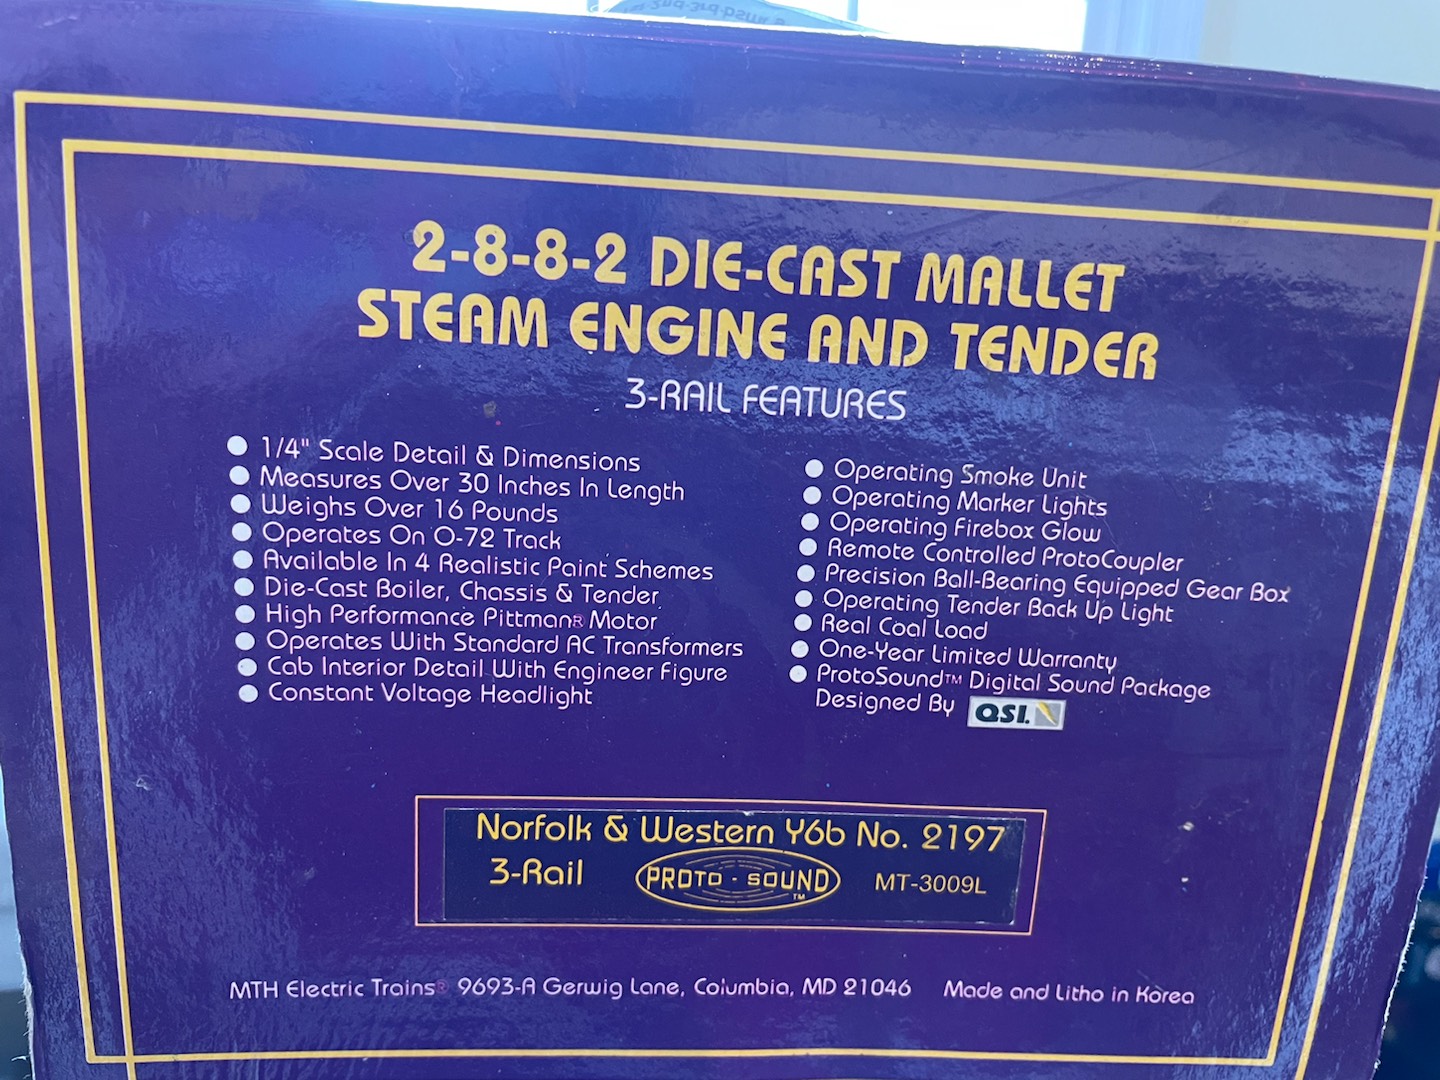 2-8-8-2 DIE-CAST MALLET
STEAM ENGINE AND TENDER
3-RAIL FEATURES
1/4" Scale Detail & Dimensions
Measures Over 30 Inches In Length
Weighs Over 16 Pounds
Operates On O-72 Track
Available In 4 Realistic Paint Schemes
Die-Cast Boiler, Chassis & Tender
High Performance Pittman® Motor
Operates With Standard AC Transformers
Cab Interior Detail With Engineer Figure
Constant Voltage Headlight
Operating Smoke Unit
Operating Marker Lights
Operating Firebox Glow
Remote Controlled ProtoCoupler
Precision Ball-Bearing Equipped Gear Box
Operating Tender Back Up Light
Real Coal Load
One-Year Limited Warranty
ProtoSound™ Digital Sound Package
Designed By QSI.
Norfolk & Western Y6b No. 2197
3-Rail PROTO-SOUND™ MT-3009L
MTH Electric Trains® 9693-A Gerwig Lane, Columbia, MD 21046 Made and Litho in Korea